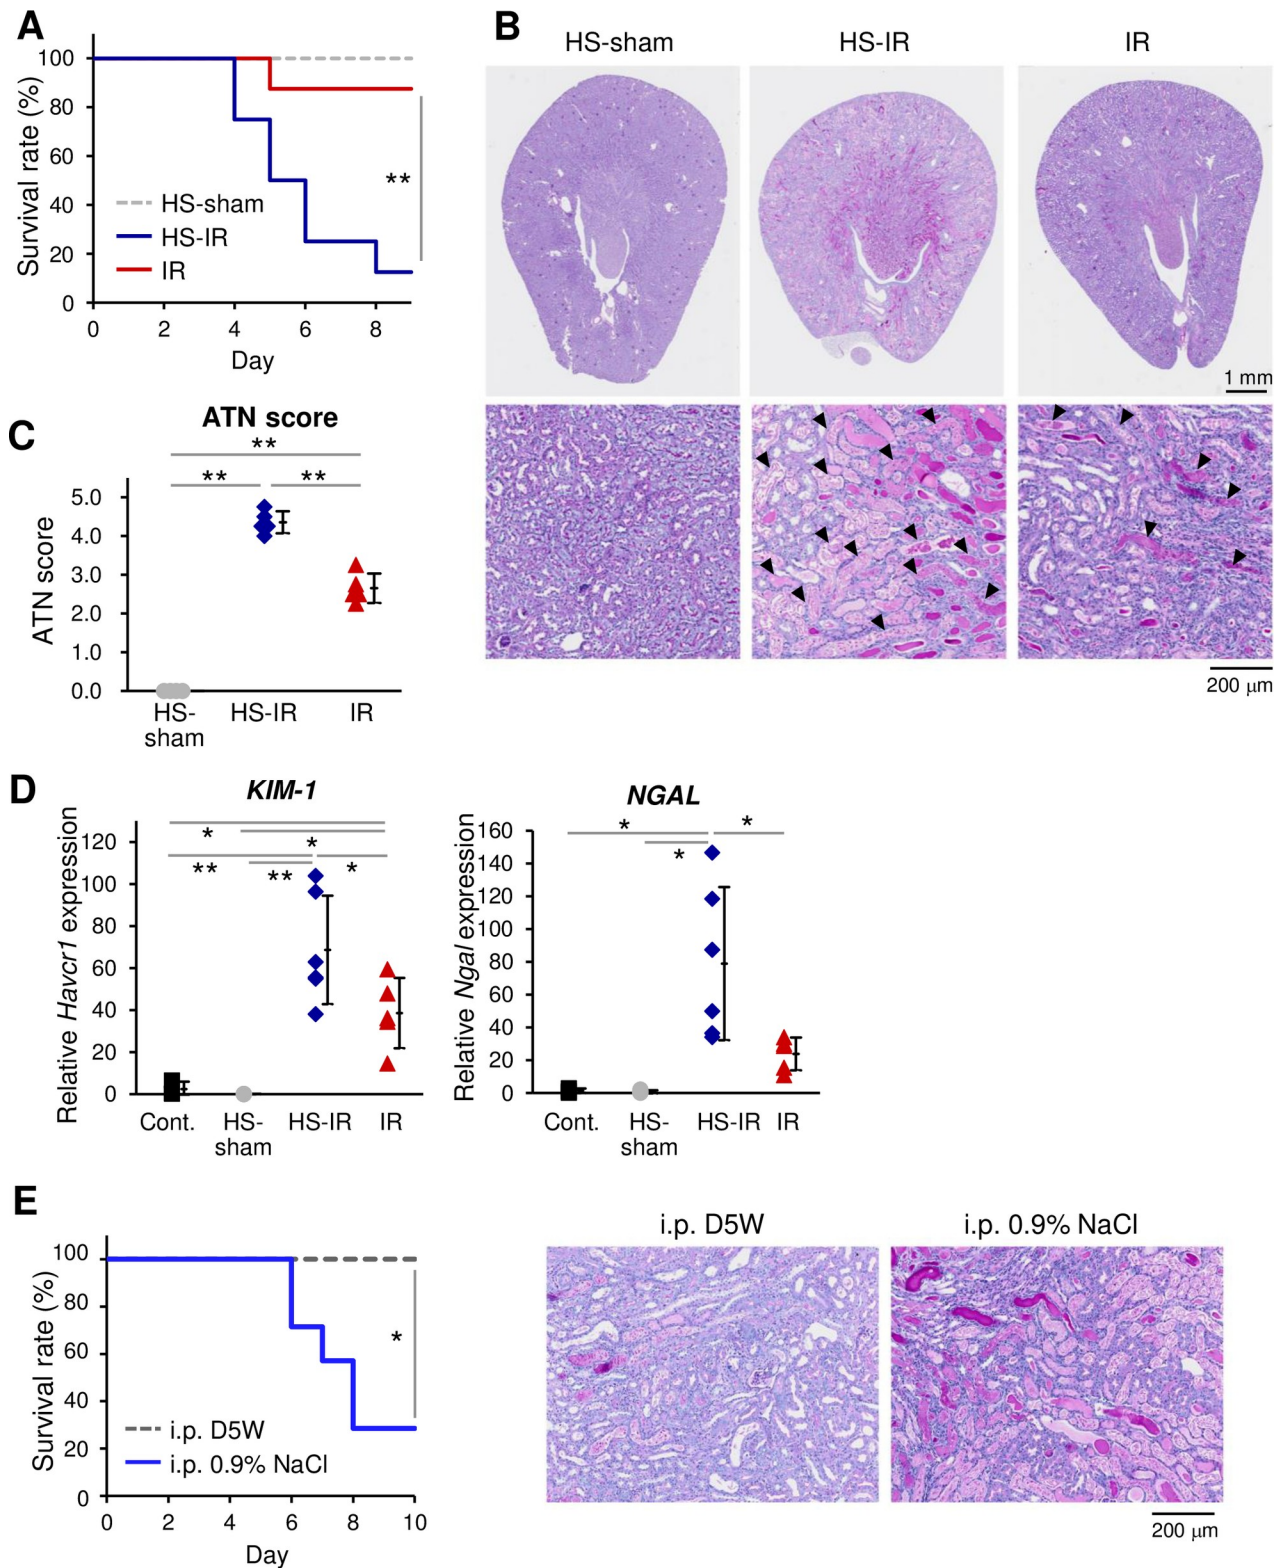 A
100
80
60
40
20
0
Survival rate (%)
HS-sham
HS-IR
IR
**
0 2 4 6 8
Day
B
HS-sham HS-IR IR
1 mm
200 μm
C
ATN score
**
** **
ATN score
5.0
4.0
3.0
2.0
1.0
0.0
HS-sham
HS-IR
IR
D
KIM-1
Relative Havcr1 expression
120
100
80
60
40
20
0
*
*
** ** *
Cont.
HS-sham
HS-IR
IR
NGAL
Relative Ngal expression
160
140
120
100
80
60
40
20
0
* *
*
Cont.
HS-sham
HS-IR
IR
E
Survival rate (%)
100
80
60
40
20
0
*
i.p. D5W
i.p. 0.9% NaCl
0 2 4 6 8 10
Day
i.p. D5W i.p. 0.9% NaCl
200 μm